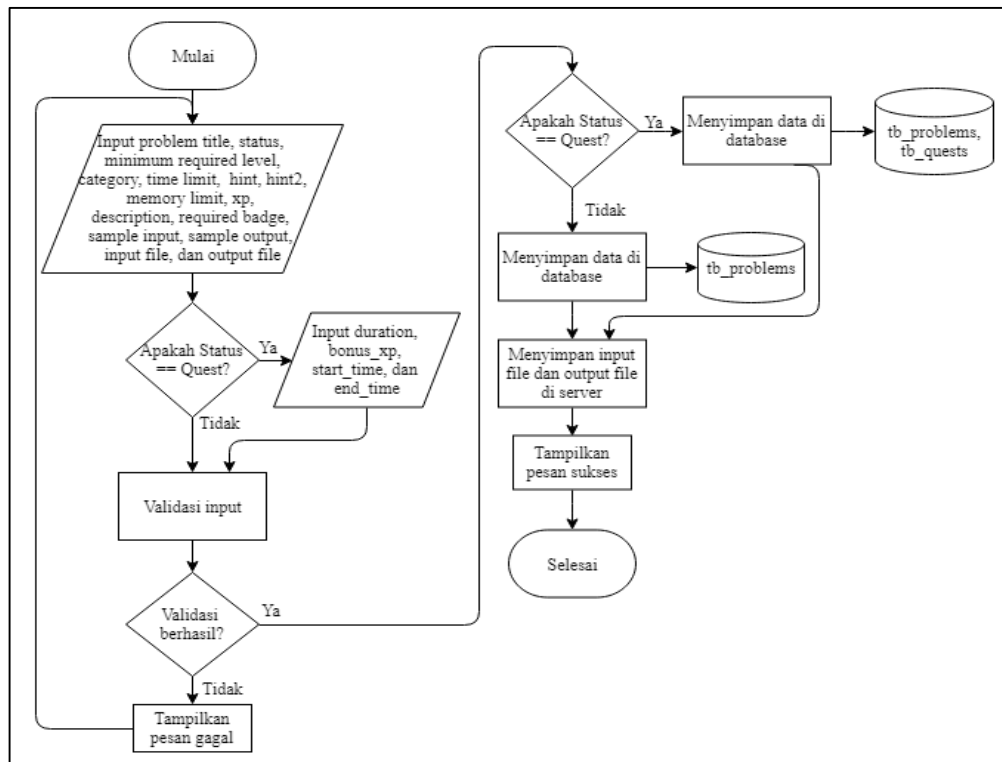 Mulai
Input problem title, status,
minimum required level,
category, time limit, hint, hint2,
memory limit, xp,
description, required badge,
sample input, sample output,
input file, dan output file
Apakah Status
== Quest?
Ya
Input duration,
bonus_xp,
start_time, dan
end_time
Tidak
Validasi input
Validasi
berhasil?
Ya
Tidak
Tampilkan
pesan gagal
Apakah Status
== Quest?
Ya
Menyimpan data di
database
tb_problems,
tb_quests
Tidak
Menyimpan data di
database
tb_problems
Menyimpan input
file dan output file
di server
Tampilkan
pesan sukses
Selesai